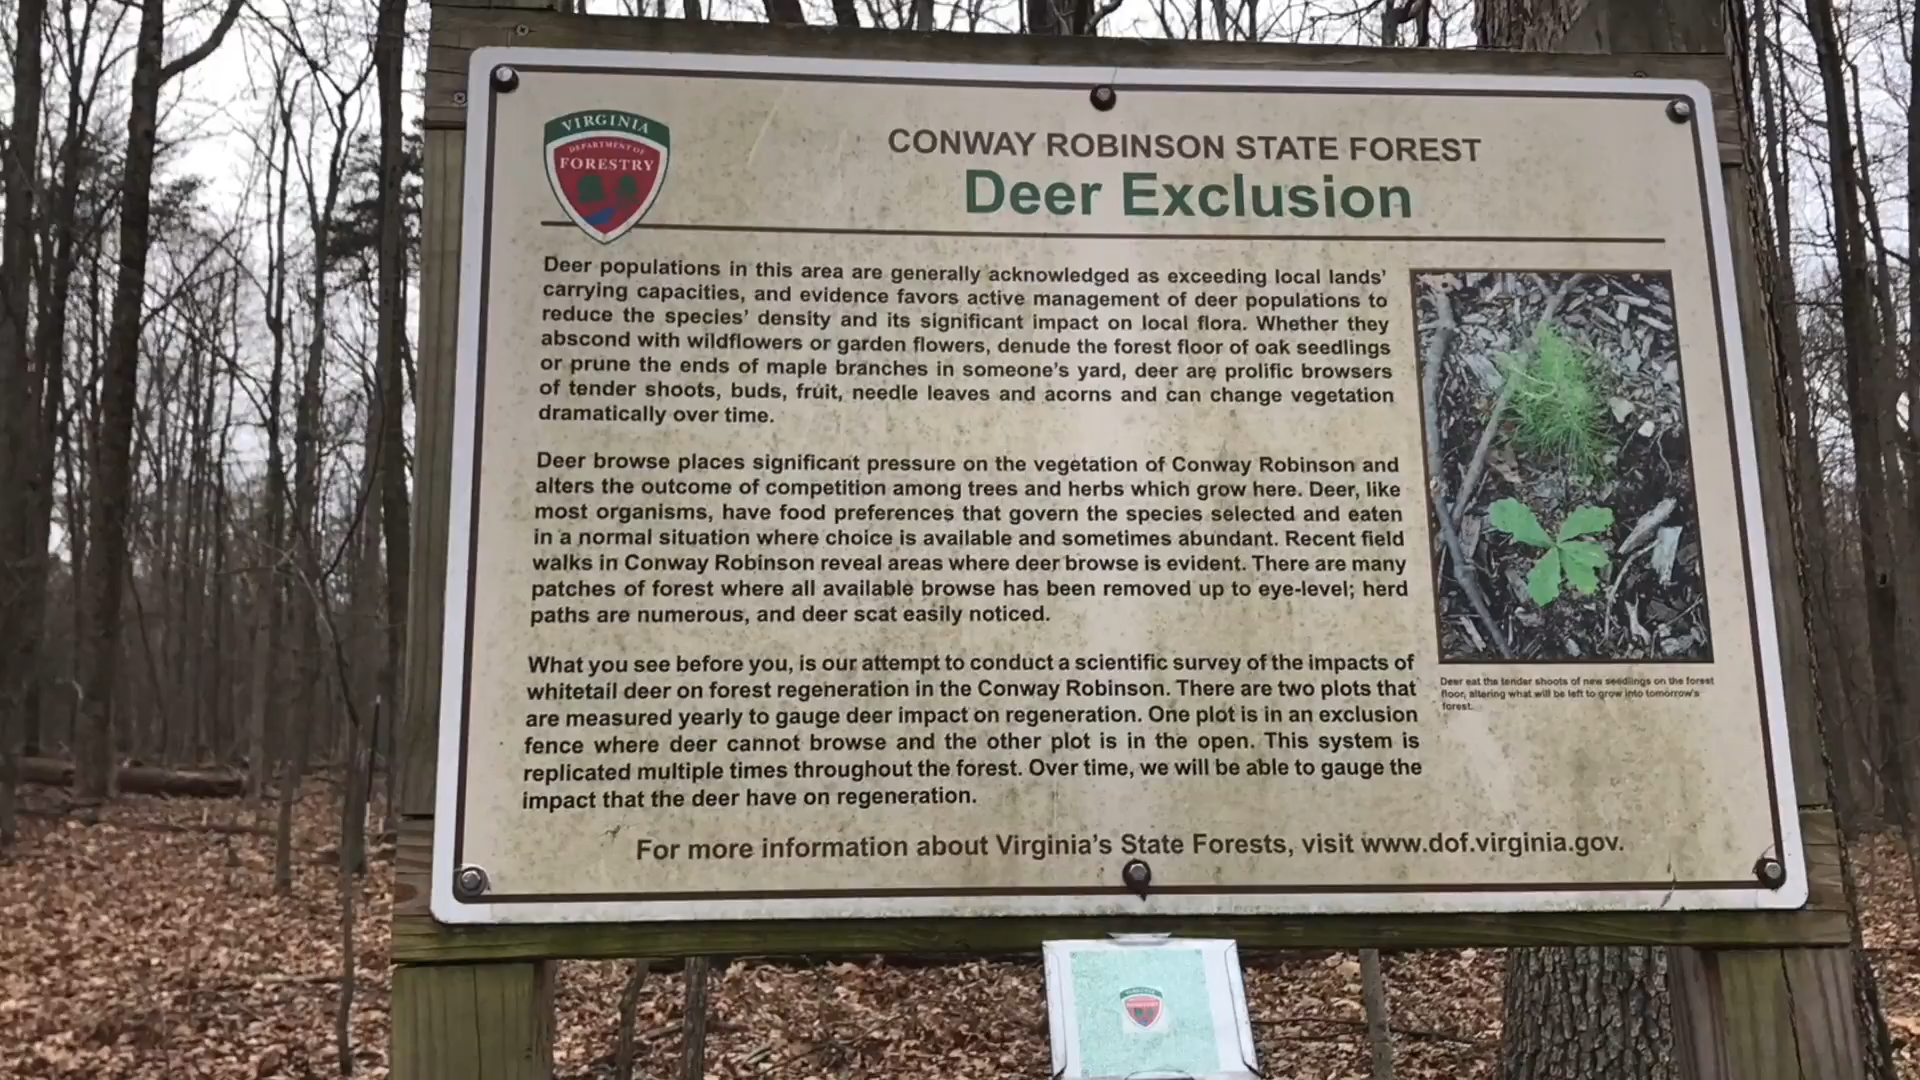 VIRGINIA
DEPARTMENT OF
FORESTRY
CONWAY ROBINSON STATE FOREST
Deer Exclusion
Deer populations in this area are generally acknowledged as exceeding local lands'
carrying capacities, and evidence favors active management of deer populations to
reduce the species' density and its significant impact on local flora. Whether they
abscond with wildflowers or garden flowers, denude the forest floor of oak seedlings
or prune the ends of maple branches in someone's yard, deer are prolific browsers
of tender shoots, buds, fruit, needle leaves and acorns and can change vegetation
dramatically over time.
Deer browse places significant pressure on the vegetation of Conway Robinson and
alters the outcome of competition among trees and herbs which grow here. Deer, like
most organisms, have food preferences that govern the species selected and eaten
in a normal situation where choice is available and sometimes abundant. Recent field
walks in Conway Robinson reveal areas where deer browse is evident. There are many
patches of forest where all available browse has been removed up to eye-level; herd
paths are numerous, and deer scat easily noticed.
What you see before you, is our attempt to conduct a scientific survey of the impacts of
whitetail deer on forest regeneration in the Conway Robinson. There are two plots that
are measured yearly to gauge deer impact on regeneration. One plot is in an exclusion
fence where deer cannot browse and the other plot is in the open. This system is
replicated multiple times throughout the forest. Over time, we will be able to gauge the
impact that the deer have on regeneration.
Deer eat the tender shoots of new seedlings on the forest
floor, altering what will be left to grow into tomorrow's
forest.
For more information about Virginia's State Forests, visit www.dof.virginia.gov.